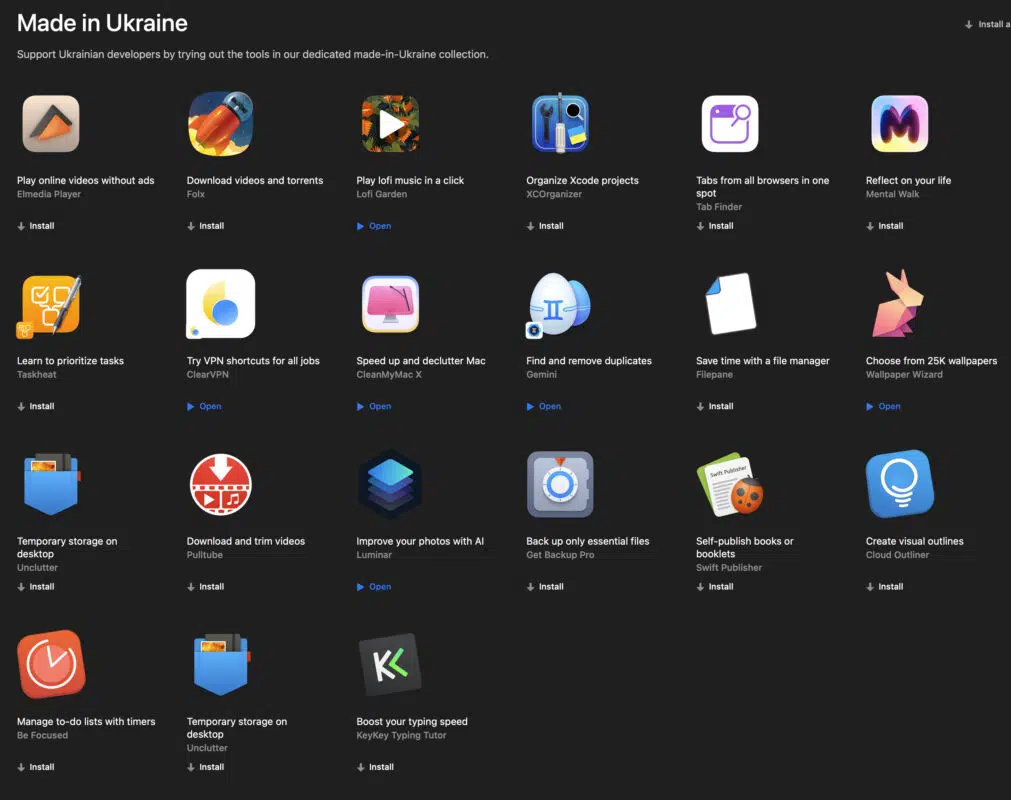 Made in Ukraine
Install a
Support Ukrainian developers by trying out the tools in our dedicated made-in-Ukraine collection.
Play online videos without ads
Elmedia Player
Install
Download videos and torrents
Folx
Install
Play lofi music in a click
Lofi Garden
Open
Organize Xcode projects
XCOrganizer
Install
Tabs from all browsers in one
spot
Tab Finder
Install
Reflect on your life
Mental Walk
Install
Learn to prioritize tasks
Taskheat
Install
Try VPN shortcuts for all jobs
ClearVPN
Open
Speed up and declutter Mac
CleanMyMac X
Open
Find and remove duplicates
Gemini
Open
Save time with a file manager
Filepane
Install
Choose from 25K wallpapers
Wallpaper Wizard
Open
Temporary storage on
desktop
Unclutter
Install
Download and trim videos
Pulltube
Install
Improve your photos with AI
Luminar
Open
Back up only essential files
Get Backup Pro
Install
Swift Publisher
Self-publish books or
booklets
Swift Publisher
Install
Create visual outlines
Cloud Outliner
Install
Manage to-do lists with timers
Be Focused
Install
Temporary storage on
desktop
Unclutter
Install
Boost your typing speed
KeyKey Typing Tutor
Install